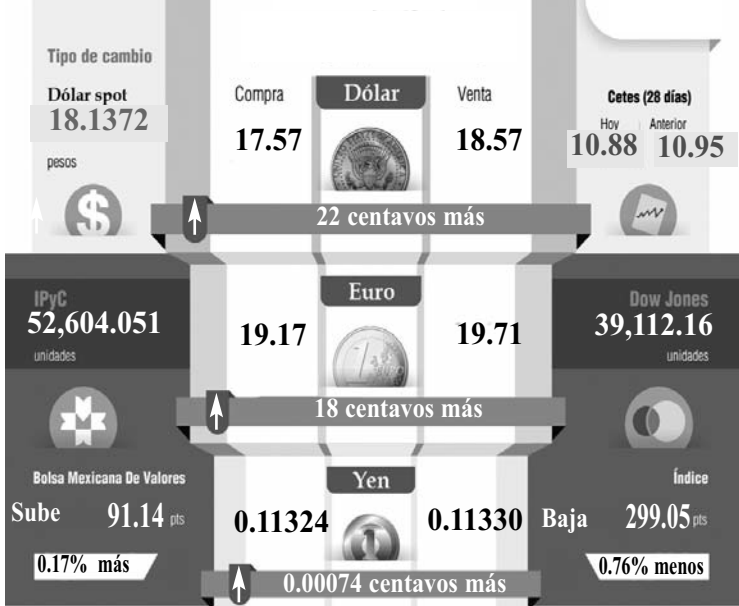 Tipo de cambio
Dólar spot
18.1372
pesos
Compra
Dólar
Venta
17.57
18.57
22 centavos más
Cetes (28 días)
Hoy Anterior
10.88 10.95
IPyC
52,604.051
unidades
Euro
19.17
19.71
18 centavos más
Dow Jones
39,112.16
unidades
Bolsa Mexicana De Valores
Sube 91.14 pts
0.17% más
Yen
0.11324
0.11330
0.00074 centavos más
Índice
Baja 299.05 pts
0.76% menos